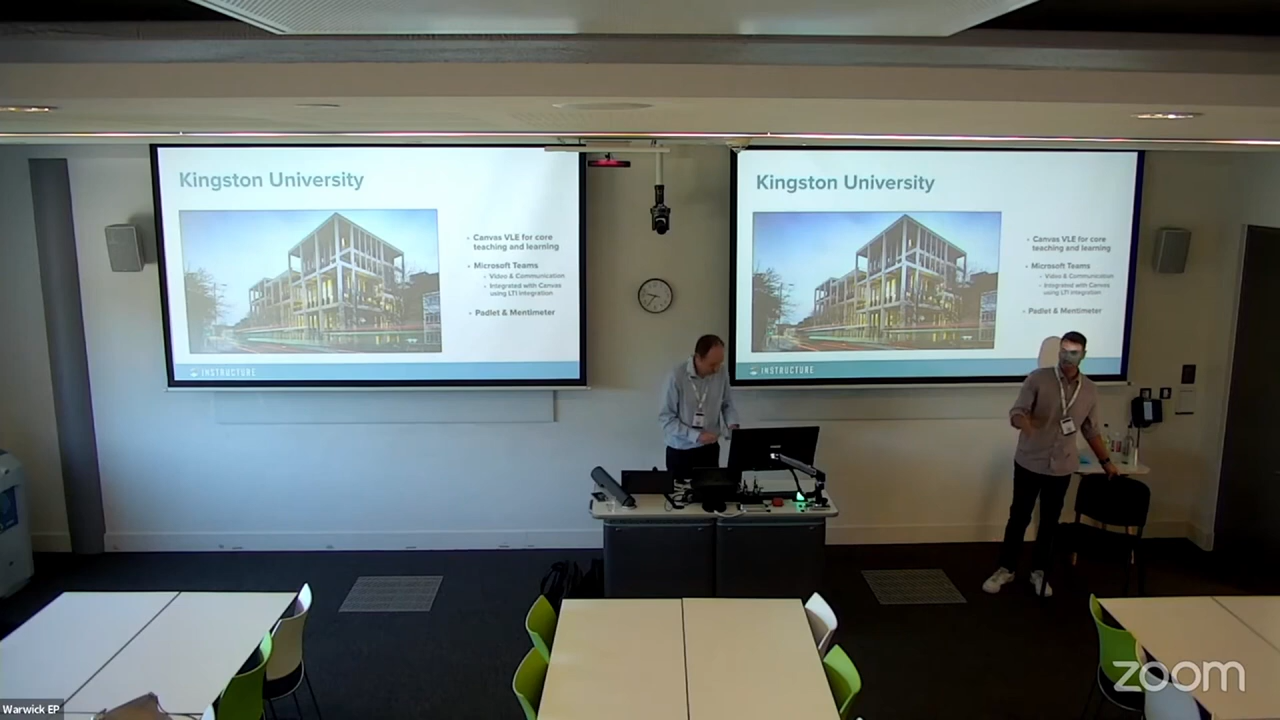 Kingston University
Canvas VLE for core
teaching and learning
Microsoft Teams
Video & Communication
Integrated with Canvas
using LTI integration
Padlet & Mentimeter
INSTRUCTURE
Kingston University
Canvas VLE for core
teaching and learning
Microsoft Teams
Video & Communication
Integrated with Canvas
using LTI integration
Padlet & Mentimeter
INSTRUCTURE
Warwick EP
zoom